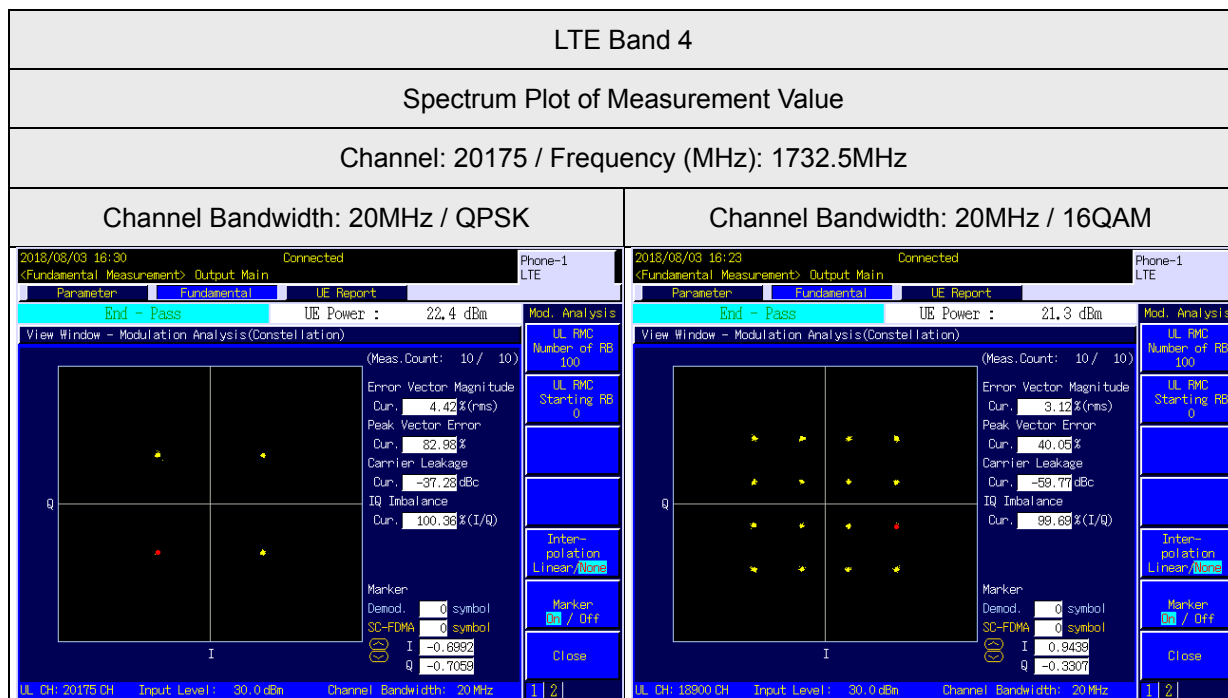 LTE Band 4
Spectrum Plot of Measurement Value
Channel: 20175 / Frequency (MHz): 1732.5MHz
Channel Bandwidth: 20MHz / QPSK
2018/08/03 16:30 Connected
<Fundamental Measurement> Output Main
Phone-1
LTE
Parameter Fundamental UE Report
End - Pass UE Power : 22.4 dBm
View Window - Modulation Analysis(Constellation)
(Meas.Count: 10/ 10)
Error Vector Magnitude
Cur. 4.42 %(rms)
Peak Vector Error
Cur. 82.98 %
Carrier Leakage
Cur. -37.28 dBc
IQ Imbalance
Cur. 100.36 %(I/Q)
Marker
Demod. 0 symbol
SC-FDMA 0 symbol
I -0.6992
Q -0.7059
Q
I
Mod. Analysis
UL RMC
Number of RB
100
UL RMC
Starting RB
0
Inter-
polation
Linear/None
Marker
On / Off
Close
UL CH: 20175 CH Input Level: 30.0 dBm Channel Bandwidth: 20 MHz
1 2
Channel Bandwidth: 20MHz / 16QAM
2018/08/03 16:23 Connected
<Fundamental Measurement> Output Main
Phone-1
LTE
Parameter Fundamental UE Report
End - Pass UE Power : 21.3 dBm
View Window - Modulation Analysis(Constellation)
(Meas.Count: 10/ 10)
Error Vector Magnitude
Cur. 3.12 %(rms)
Peak Vector Error
Cur. 40.05 %
Carrier Leakage
Cur. -59.77 dBc
IQ Imbalance
Cur. 99.69 %(I/Q)
Marker
Demod. 0 symbol
SC-FDMA 0 symbol
I 0.9439
Q -0.3307
Q
I
Mod. Analysis
UL RMC
Number of RB
100
UL RMC
Starting RB
0
Inter-
polation
Linear/None
Marker
On / Off
Close
UL CH: 18900 CH Input Level: 30.0 dBm Channel Bandwidth: 20 MHz
1 2